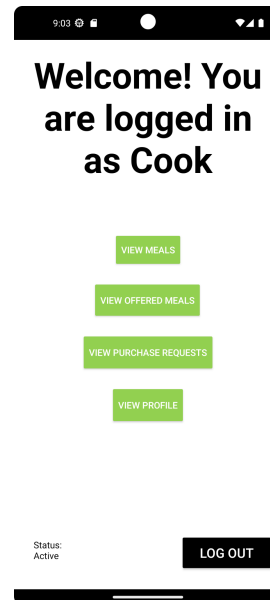 9:03
Welcome! You
are logged in
as Cook
VIEW MEALS
VIEW OFFERED MEALS
VIEW PURCHASE REQUESTS
VIEW PROFILE
Status:
Active
LOG OUT